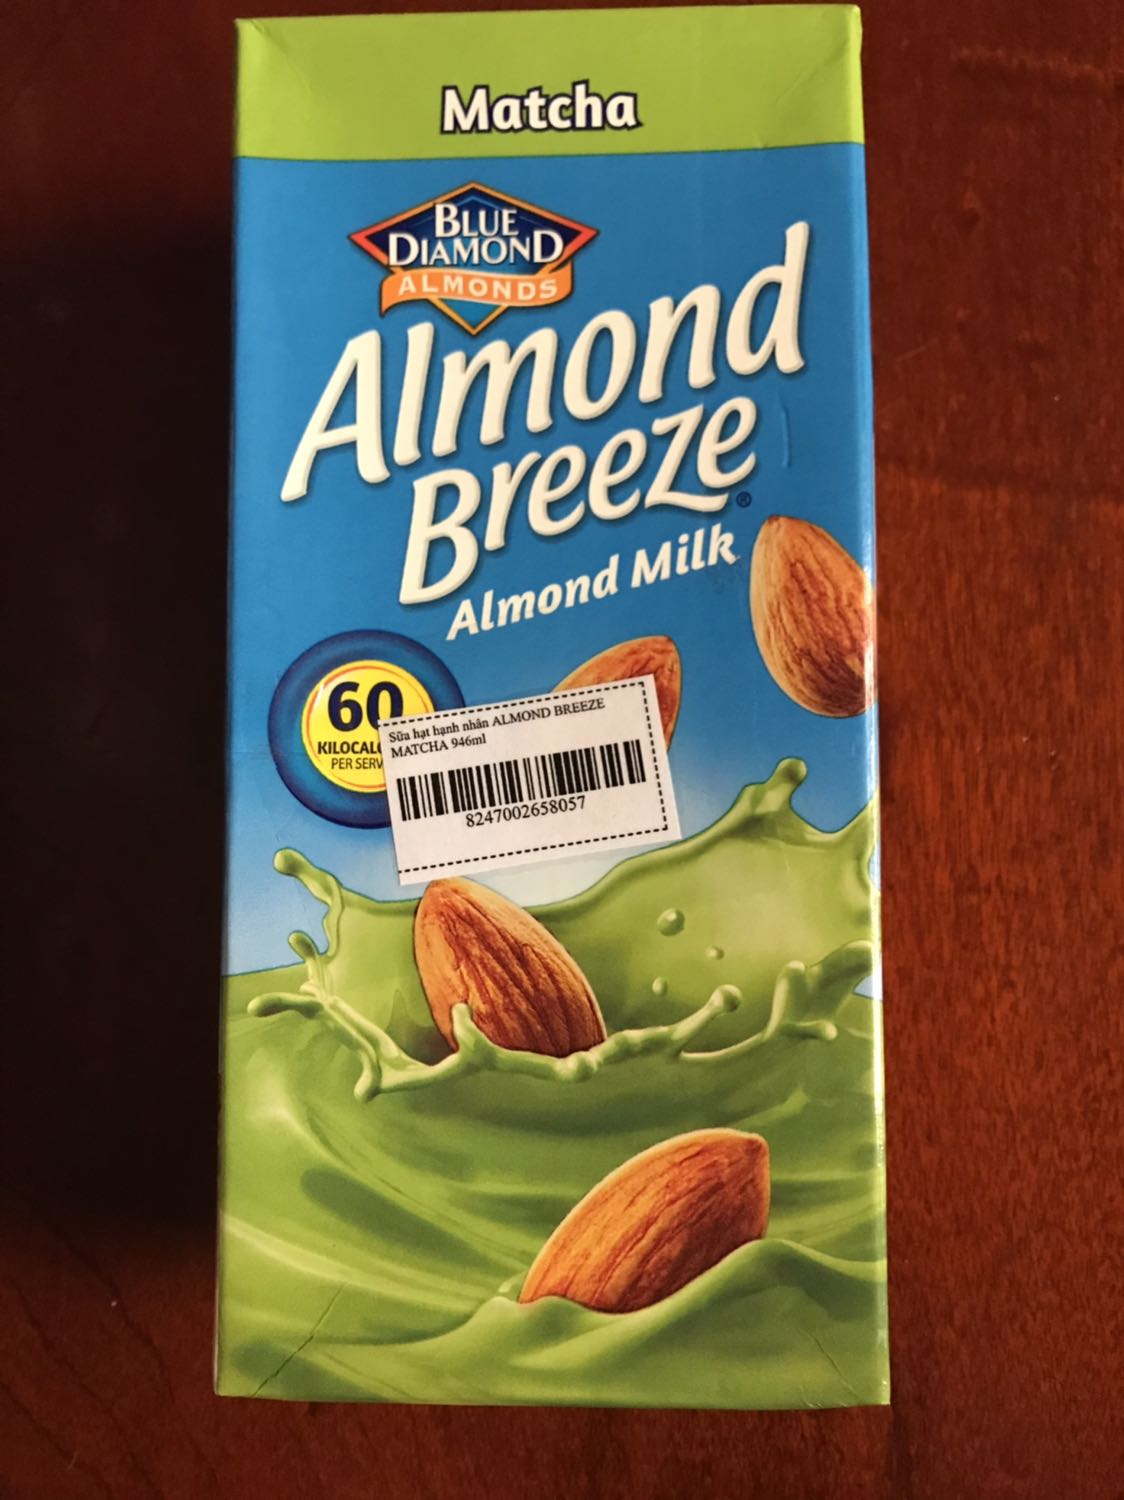 Matcha
BLUE
DIAMOND
ALMONDS
Almond
Breeze®
Almond Milk
60
KILOCAL
PER SERV
Sữa hạt hạnh nhân ALMOND BREEZE
MATCHA 946ml
8247002658057